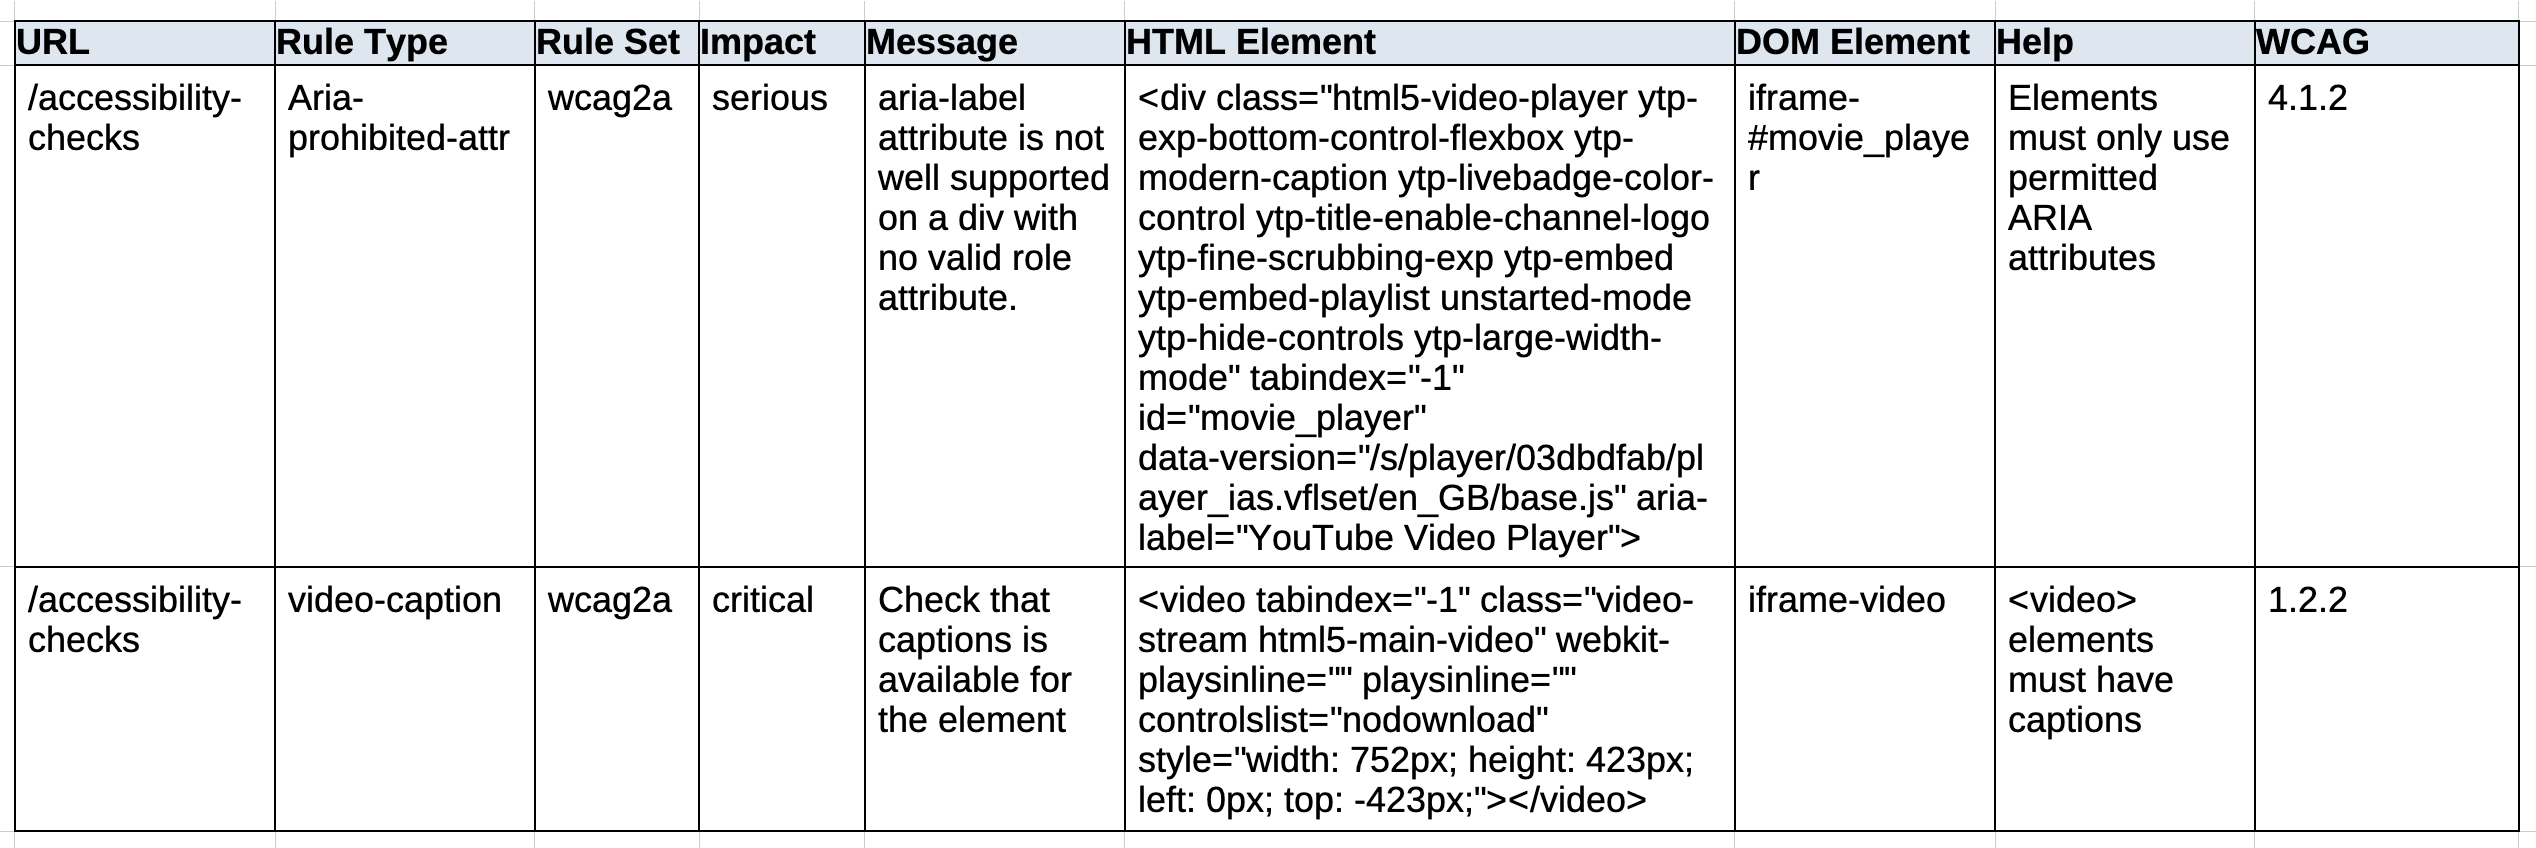 URL Rule Type Rule Set Impact Message HTML Element DOM Element Help WCAG
/accessibility-
checks
Aria-
prohibited-attr
wcag2a
serious
aria-label
attribute is not
well supported
on a div with
no valid role
attribute.
<div class="html5-video-player ytp-
exp-bottom-control-flexbox ytp-
modern-caption ytp-livebadge-color-
control ytp-title-enable-channel-logo
ytp-fine-scrubbing-exp ytp-embed
ytp-embed-playlist unstarted-mode
ytp-hide-controls ytp-large-width-
mode" tabindex="-1"
id="movie_player"
data-version="/s/player/03dbdfab/pl
ayer_ias.vflset/en_GB/base.js" aria-
label="YouTube Video Player">
iframe-
#movie_playe
r
Elements
must only use
permitted
ARIA
attributes
4.1.2
/accessibility-
checks
video-caption
wcag2a
critical
Check that
captions is
available for
the element
<video tabindex="-1" class="video-
stream html5-main-video" webkit-
playsinline="" playsinline=""
controlslist="nodownload"
style="width: 752px; height: 423px;
left: 0px; top: -423px;"></video>
iframe-video
<video>
elements
must have
captions
1.2.2